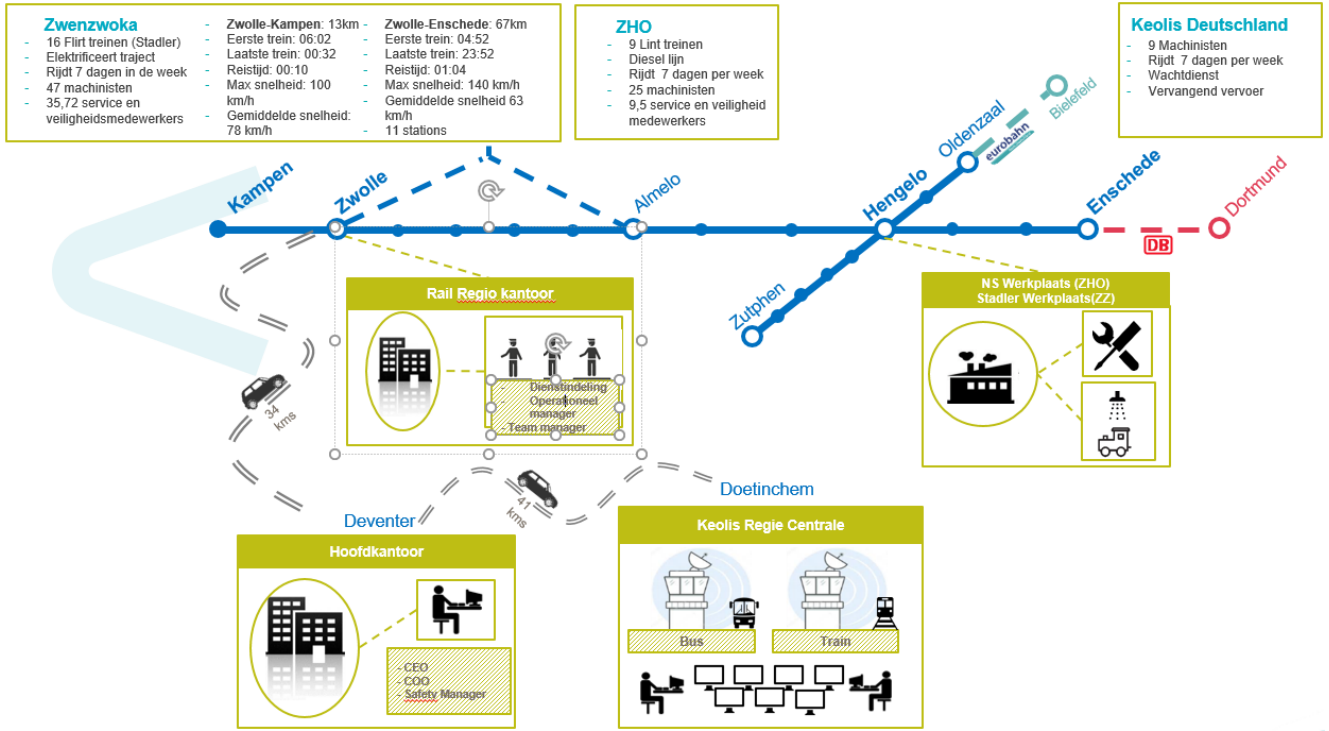 Zwenzwoka
- 16 Flirt treinen (Stadler)
- Elektrificeert traject
- Rijdt 7 dagen in de week
- 47 machinisten
- 35,72 service en
veiligheidsmedewerkers
- Zwolle-Kampen: 13km
- Eerste trein: 06:02
- Laatste trein: 00:32
- Reistijd: 00:10
- Max snelheid: 100
km/h
- Gemiddelde snelheid:
78 km/h
- Zwolle-Enschede: 67km
- Eerste trein: 04:52
- Laatste trein: 23:52
- Reistijd: 01:04
- Max snelheid: 140 km/h
- Gemiddelde snelheid 63
km/h
- 11 stations
ZHO
- 9 Lint treinen
- Diesel lijn
- Rijdt 7 dagen per week
- 25 machinisten
- 9,5 service en veiligheid
medewerkers
Keolis Deutschland
- 9 Machinisten
- Rijdt 7 dagen per week
- Wachtdienst
- Vervangend vervoer
Kampen
Zwolle
Almelo
Hengelo
Oldenzaal
eurobahn
Bielefeld
Enschede
Dortmund
DB
Zutphen
Rail Regio kantoor
- Dienstindeling
- Operationeel
manager
- Team manager
NS Werkplaats (ZHO)
Stadler Werkplaats(ZZ)
34
kms
41
kms
Deventer
Doetinchem
Hoofdkantoor
- CEO
- COO
- Safety Manager
Keolis Regie Centrale
Bus
Train